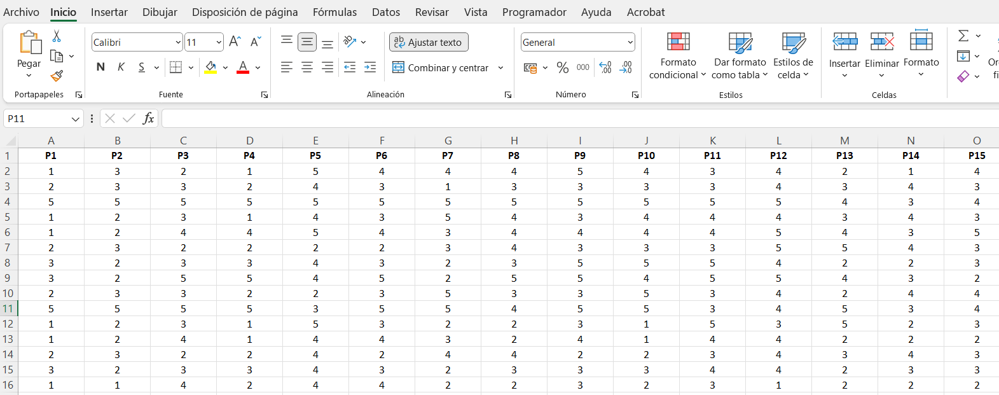 Archivo Inicio Insertar Dibujar Disposición de página Fórmulas Datos Revisar Vista Programador Ayuda Acrobat
Pegar
Portapapeles
Calibri 11 A A
N K S A
Fuente
ab c Ajustar texto
Combinar y centrar
Alineación
General
% 000 ,00 ,00
Número
Formato condicional
Dar formato como tabla
Estilos de celda
Estilos
Insertar Eliminar Formato
Celdas
Σ
P11 fx
A B C D E F G H I J K L M N O
1 P1 P2 P3 P4 P5 P6 P7 P8 P9 P10 P11 P12 P13 P14 P15
2 1 3 2 1 5 4 4 4 5 4 3 4 2 1 4
3 2 3 3 2 4 3 1 3 3 3 3 4 3 4 3
4 5 5 5 5 5 5 5 5 5 5 5 5 4 3 4
5 1 2 3 1 4 3 5 4 3 4 4 4 3 4 3
6 1 2 4 4 5 4 3 4 4 4 4 5 4 3 5
7 2 3 2 2 2 2 3 4 3 3 3 5 5 4 3
8 3 2 3 3 4 3 2 3 5 5 5 4 2 2 3
9 3 2 5 5 4 5 2 5 5 4 5 5 4 3 2
10 2 3 3 2 2 3 5 3 3 5 3 4 2 4 4
11 5 5 5 5 3 5 5 4 5 5 3 4 5 3 4
12 1 2 3 1 5 3 2 2 3 1 5 3 5 2 3
13 1 2 4 1 4 4 3 2 4 1 4 4 2 2 2
14 2 3 2 2 4 2 4 4 2 2 3 4 3 4 3
15 3 2 3 3 4 3 2 3 3 3 4 4 2 3 3
16 1 1 4 2 4 4 2 2 3 2 3 1 2 2 2